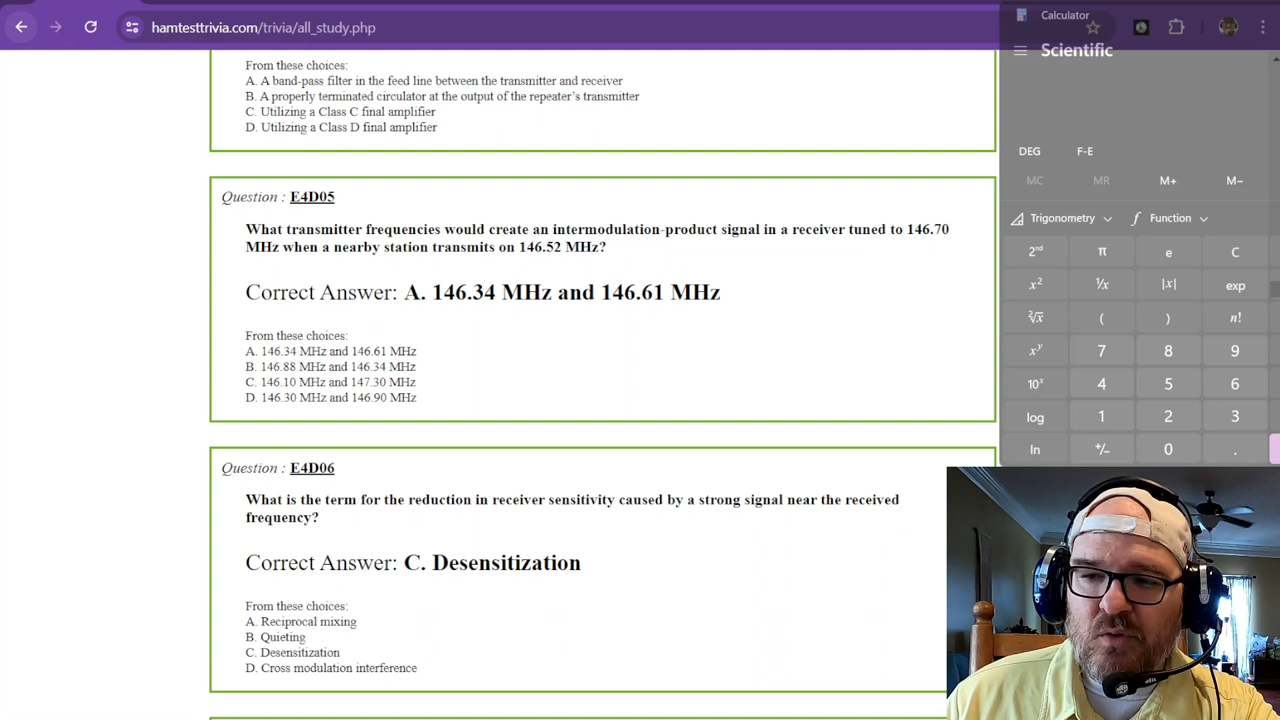 hamtesttrivia.com/trivia/all_study.php
Calculator
Scientific
From these choices:
A. A band-pass filter in the feed line between the transmitter and receiver
B. A properly terminated circulator at the output of the repeater's transmitter
C. Utilizing a Class C final amplifier
D. Utilizing a Class D final amplifier
Question : E4D05
What transmitter frequencies would create an intermodulation-product signal in a receiver tuned to 146.70
MHz when a nearby station transmits on 146.52 MHz?
Correct Answer: A. 146.34 MHz and 146.61 MHz
From these choices:
A. 146.34 MHz and 146.61 MHz
B. 146.88 MHz and 146.34 MHz
C. 146.10 MHz and 147.30 MHz
D. 146.30 MHz and 146.90 MHz
Question : E4D06
What is the term for the reduction in receiver sensitivity caused by a strong signal near the received
frequency?
Correct Answer: C. Desensitization
From these choices:
A. Reciprocal mixing
B. Quieting
C. Desensitization
D. Cross modulation interference
DEG F-E
MC MR M+ M−
Trigonometry f Function
2ⁿᵈ π e C
x² ¹/x |x| exp
²√x ( ) n!
xʸ 7 8 9
10ˣ 4 5 6
log 1 2 3
ln +/− 0 .